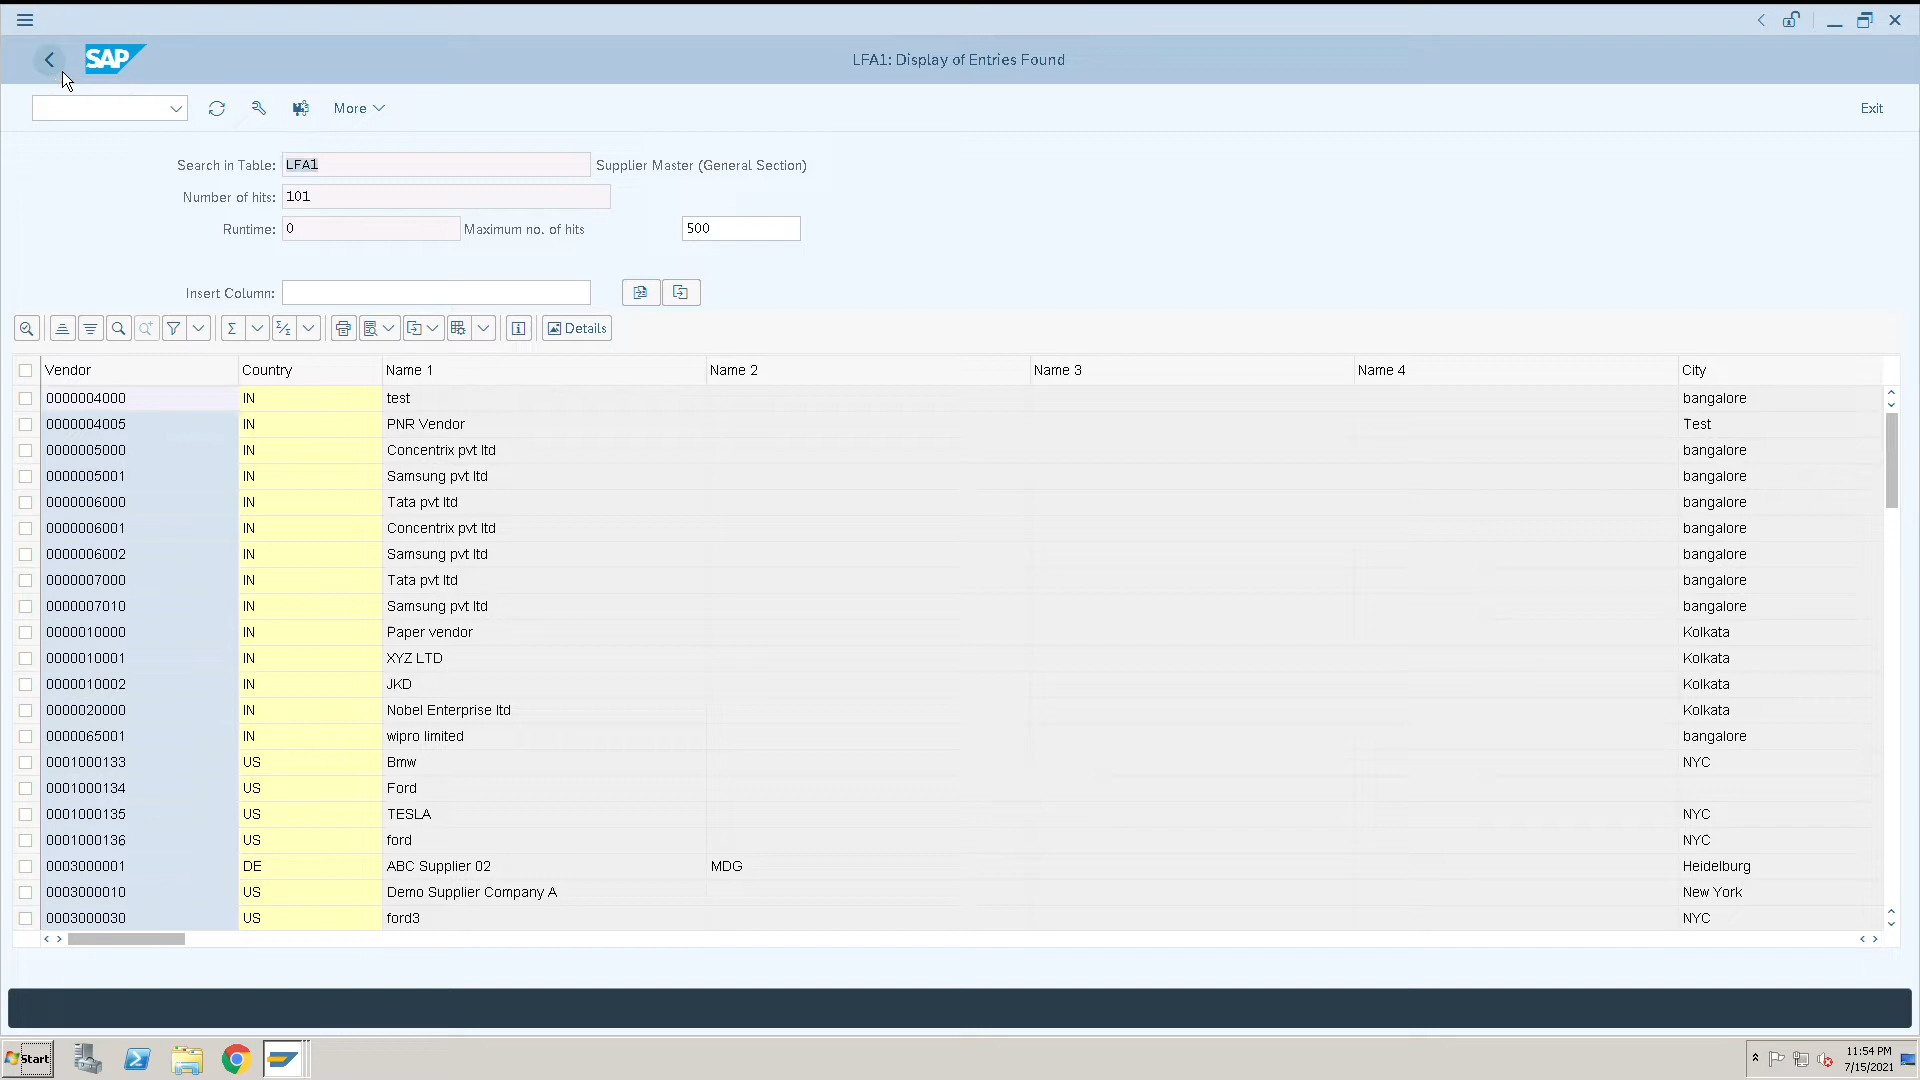 SAP
LFA1: Display of Entries Found
More
Exit
Search in Table: LFA1 Supplier Master (General Section)
Number of hits: 101
Runtime: 0 Maximum no. of hits 500
Insert Column:
Details
Vendor Country Name 1 Name 2 Name 3 Name 4 City
0000004000 IN test bangalore
0000004005 IN PNR Vendor Test
0000005000 IN Concentrix pvt ltd bangalore
0000005001 IN Samsung pvt ltd bangalore
0000006000 IN Tata pvt ltd bangalore
0000006001 IN Concentrix pvt ltd bangalore
0000006002 IN Samsung pvt ltd bangalore
0000007000 IN Tata pvt ltd bangalore
0000007010 IN Samsung pvt ltd bangalore
0000010000 IN Paper vendor Kolkata
0000010001 IN XYZ LTD Kolkata
0000010002 IN JKD Kolkata
0000020000 IN Nobel Enterprise ltd Kolkata
0000065001 IN wipro limited bangalore
0001000133 US Bmw NYC
0001000134 US Ford
0001000135 US TESLA NYC
0001000136 US ford NYC
0003000001 DE ABC Supplier 02 MDG Heidelburg
0003000010 US Demo Supplier Company A New York
0003000030 US ford3 NYC
Start
11:54 PM
7/15/2021